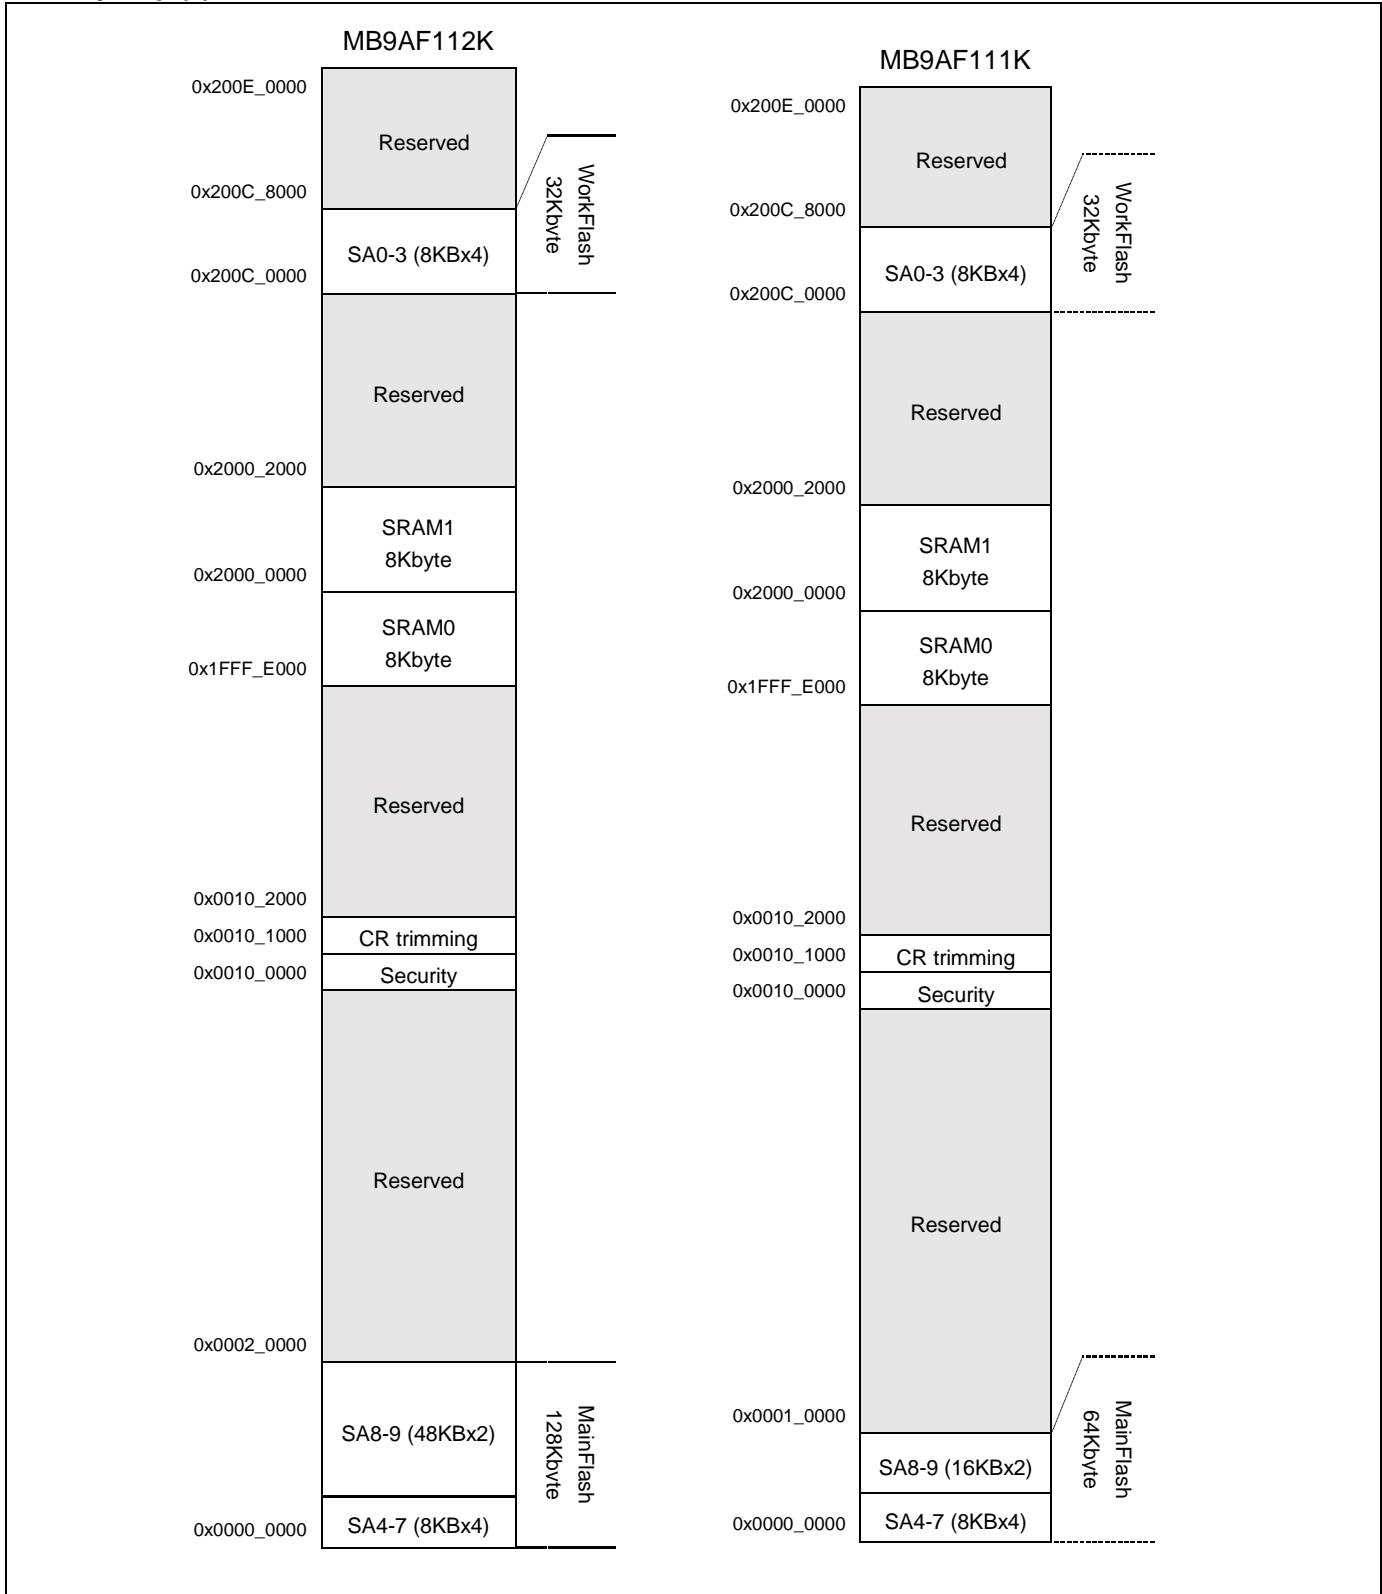 MB9AF112K
0x200E_0000
Reserved
0x200C_8000
WorkFlash
32Kbyte
SA0-3 (8KBx4)
0x200C_0000
Reserved
0x2000_2000
SRAM1
8Kbyte
0x2000_0000
SRAM0
8Kbyte
0x1FFF_E000
Reserved
0x0010_2000
0x0010_1000
CR trimming
0x0010_0000
Security
Reserved
0x0002_0000
SA8-9 (48KBx2)
MainFlash
128Kbyte
0x0000_0000
SA4-7 (8KBx4)
MB9AF111K
0x200E_0000
Reserved
0x200C_8000
WorkFlash
32Kbyte
SA0-3 (8KBx4)
0x200C_0000
Reserved
0x2000_2000
SRAM1
8Kbyte
0x2000_0000
SRAM0
8Kbyte
0x1FFF_E000
Reserved
0x0010_2000
0x0010_1000
CR trimming
0x0010_0000
Security
Reserved
0x0001_0000
MainFlash
64Kbyte
SA8-9 (16KBx2)
0x0000_0000
SA4-7 (8KBx4)